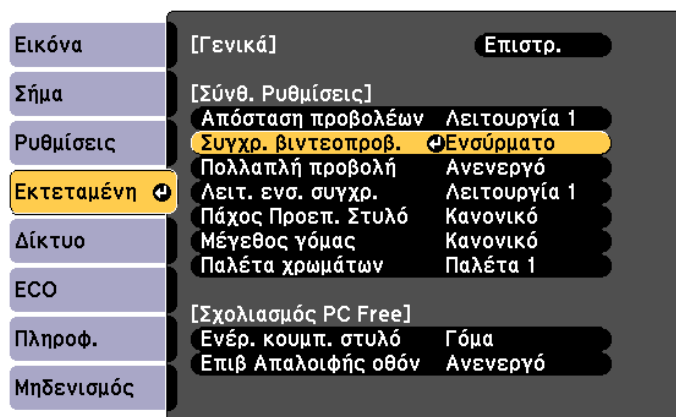 Εικόνα
Σήμα
Ρυθμίσεις
Εκτεταμένη
Δίκτυο
ECO
Πληροφ.
Μηδενισμός
[Γενικά] Επιστρ.
[Σύνθ. Ρυθμίσεις]
Απόσταση προβολέων Λειτουργία 1
Συγχρ. βιντεοπροβ. Ενσύρματο
Πολλαπλή προβολή Ανενεργό
Λειτ. ενσ. συγχρ. Λειτουργία 1
Πάχος Προεπ. Στυλό Κανονικό
Μέγεθος γόμας Κανονικό
Παλέτα χρωμάτων Παλέτα 1
[Σχολιασμός PC Free]
Ενέρ. κουμπ. στυλό Γόμα
Επιβ Απαλοιφής οθόν Ανενεργό